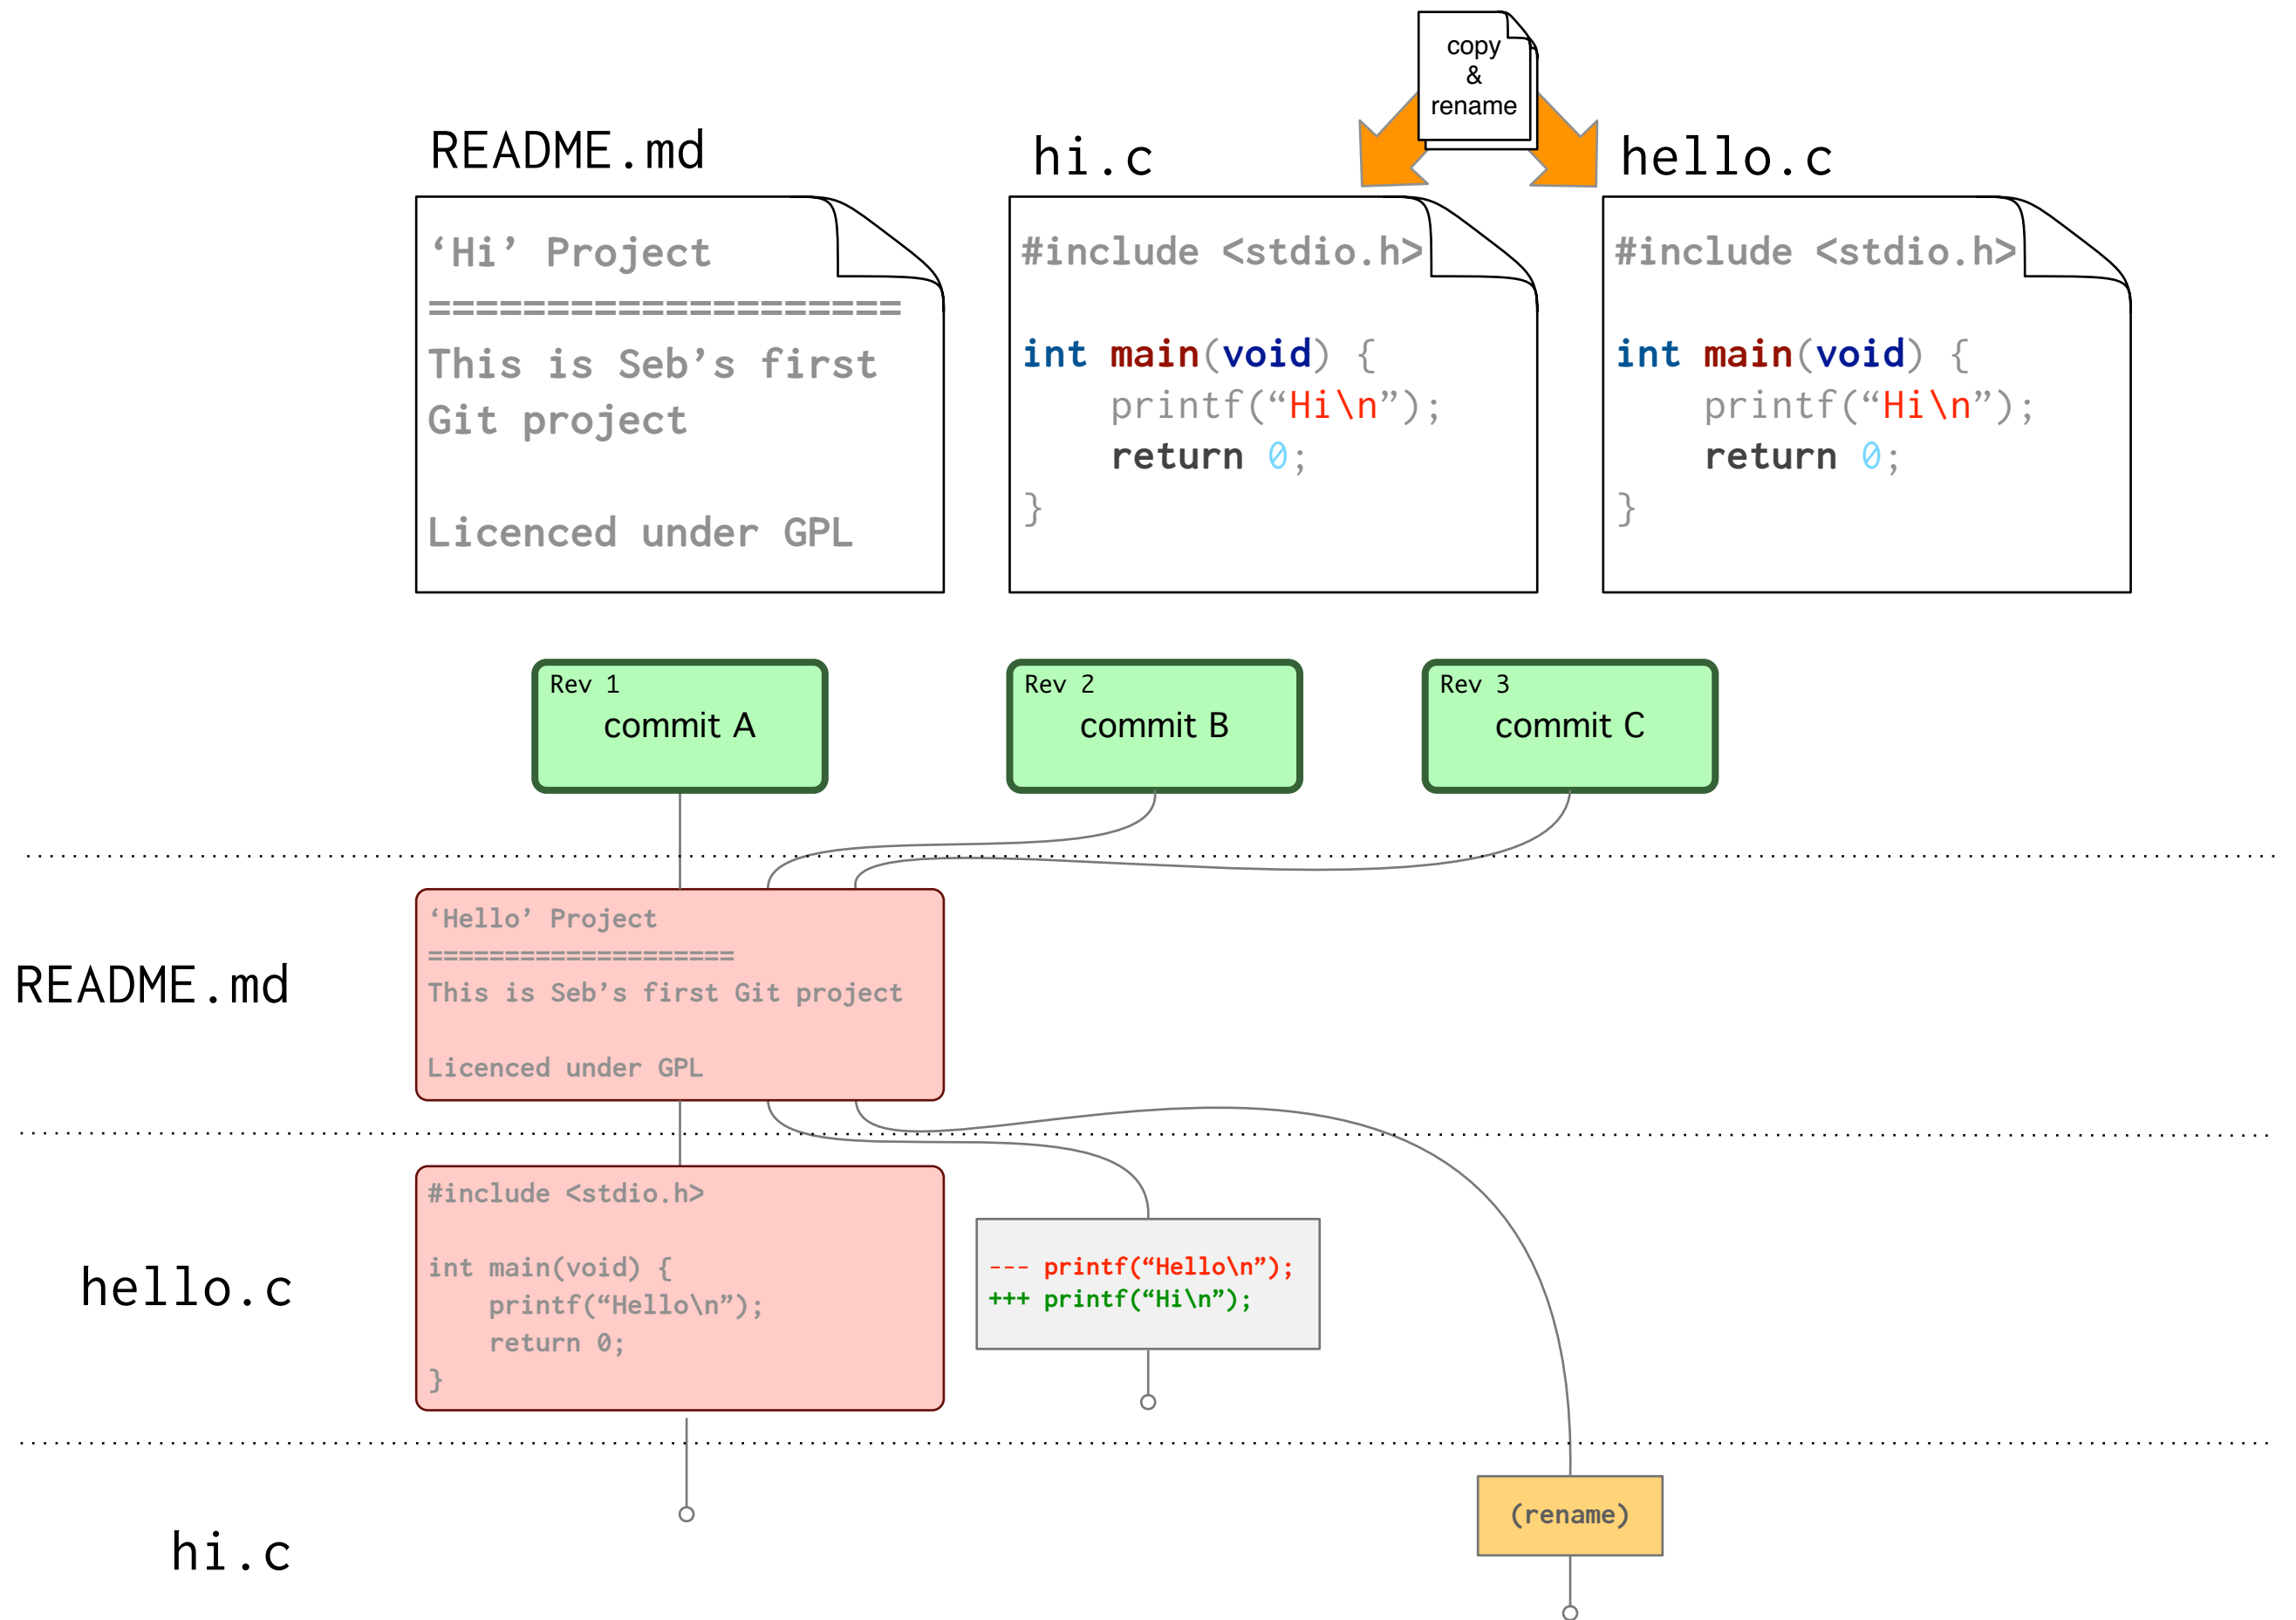 copy
&
rename
README.md
hi.c
hello.c
‘Hi’ Project
====================
This is Seb’s first
Git project
Licenced under GPL
#include <stdio.h>
int main(void) {
    printf(“Hi\n”);
    return 0;
}
#include <stdio.h>
int main(void) {
    printf(“Hi\n”);
    return 0;
}
Rev 1
commit A
Rev 2
commit B
Rev 3
commit C
README.md
‘Hello’ Project
====================
This is Seb’s first Git project
Licenced under GPL
hello.c
#include <stdio.h>
int main(void) {
    printf(“Hello\n”);
    return 0;
}
--- printf(“Hello\n”);
+++ printf(“Hi\n”);
hi.c
(rename)